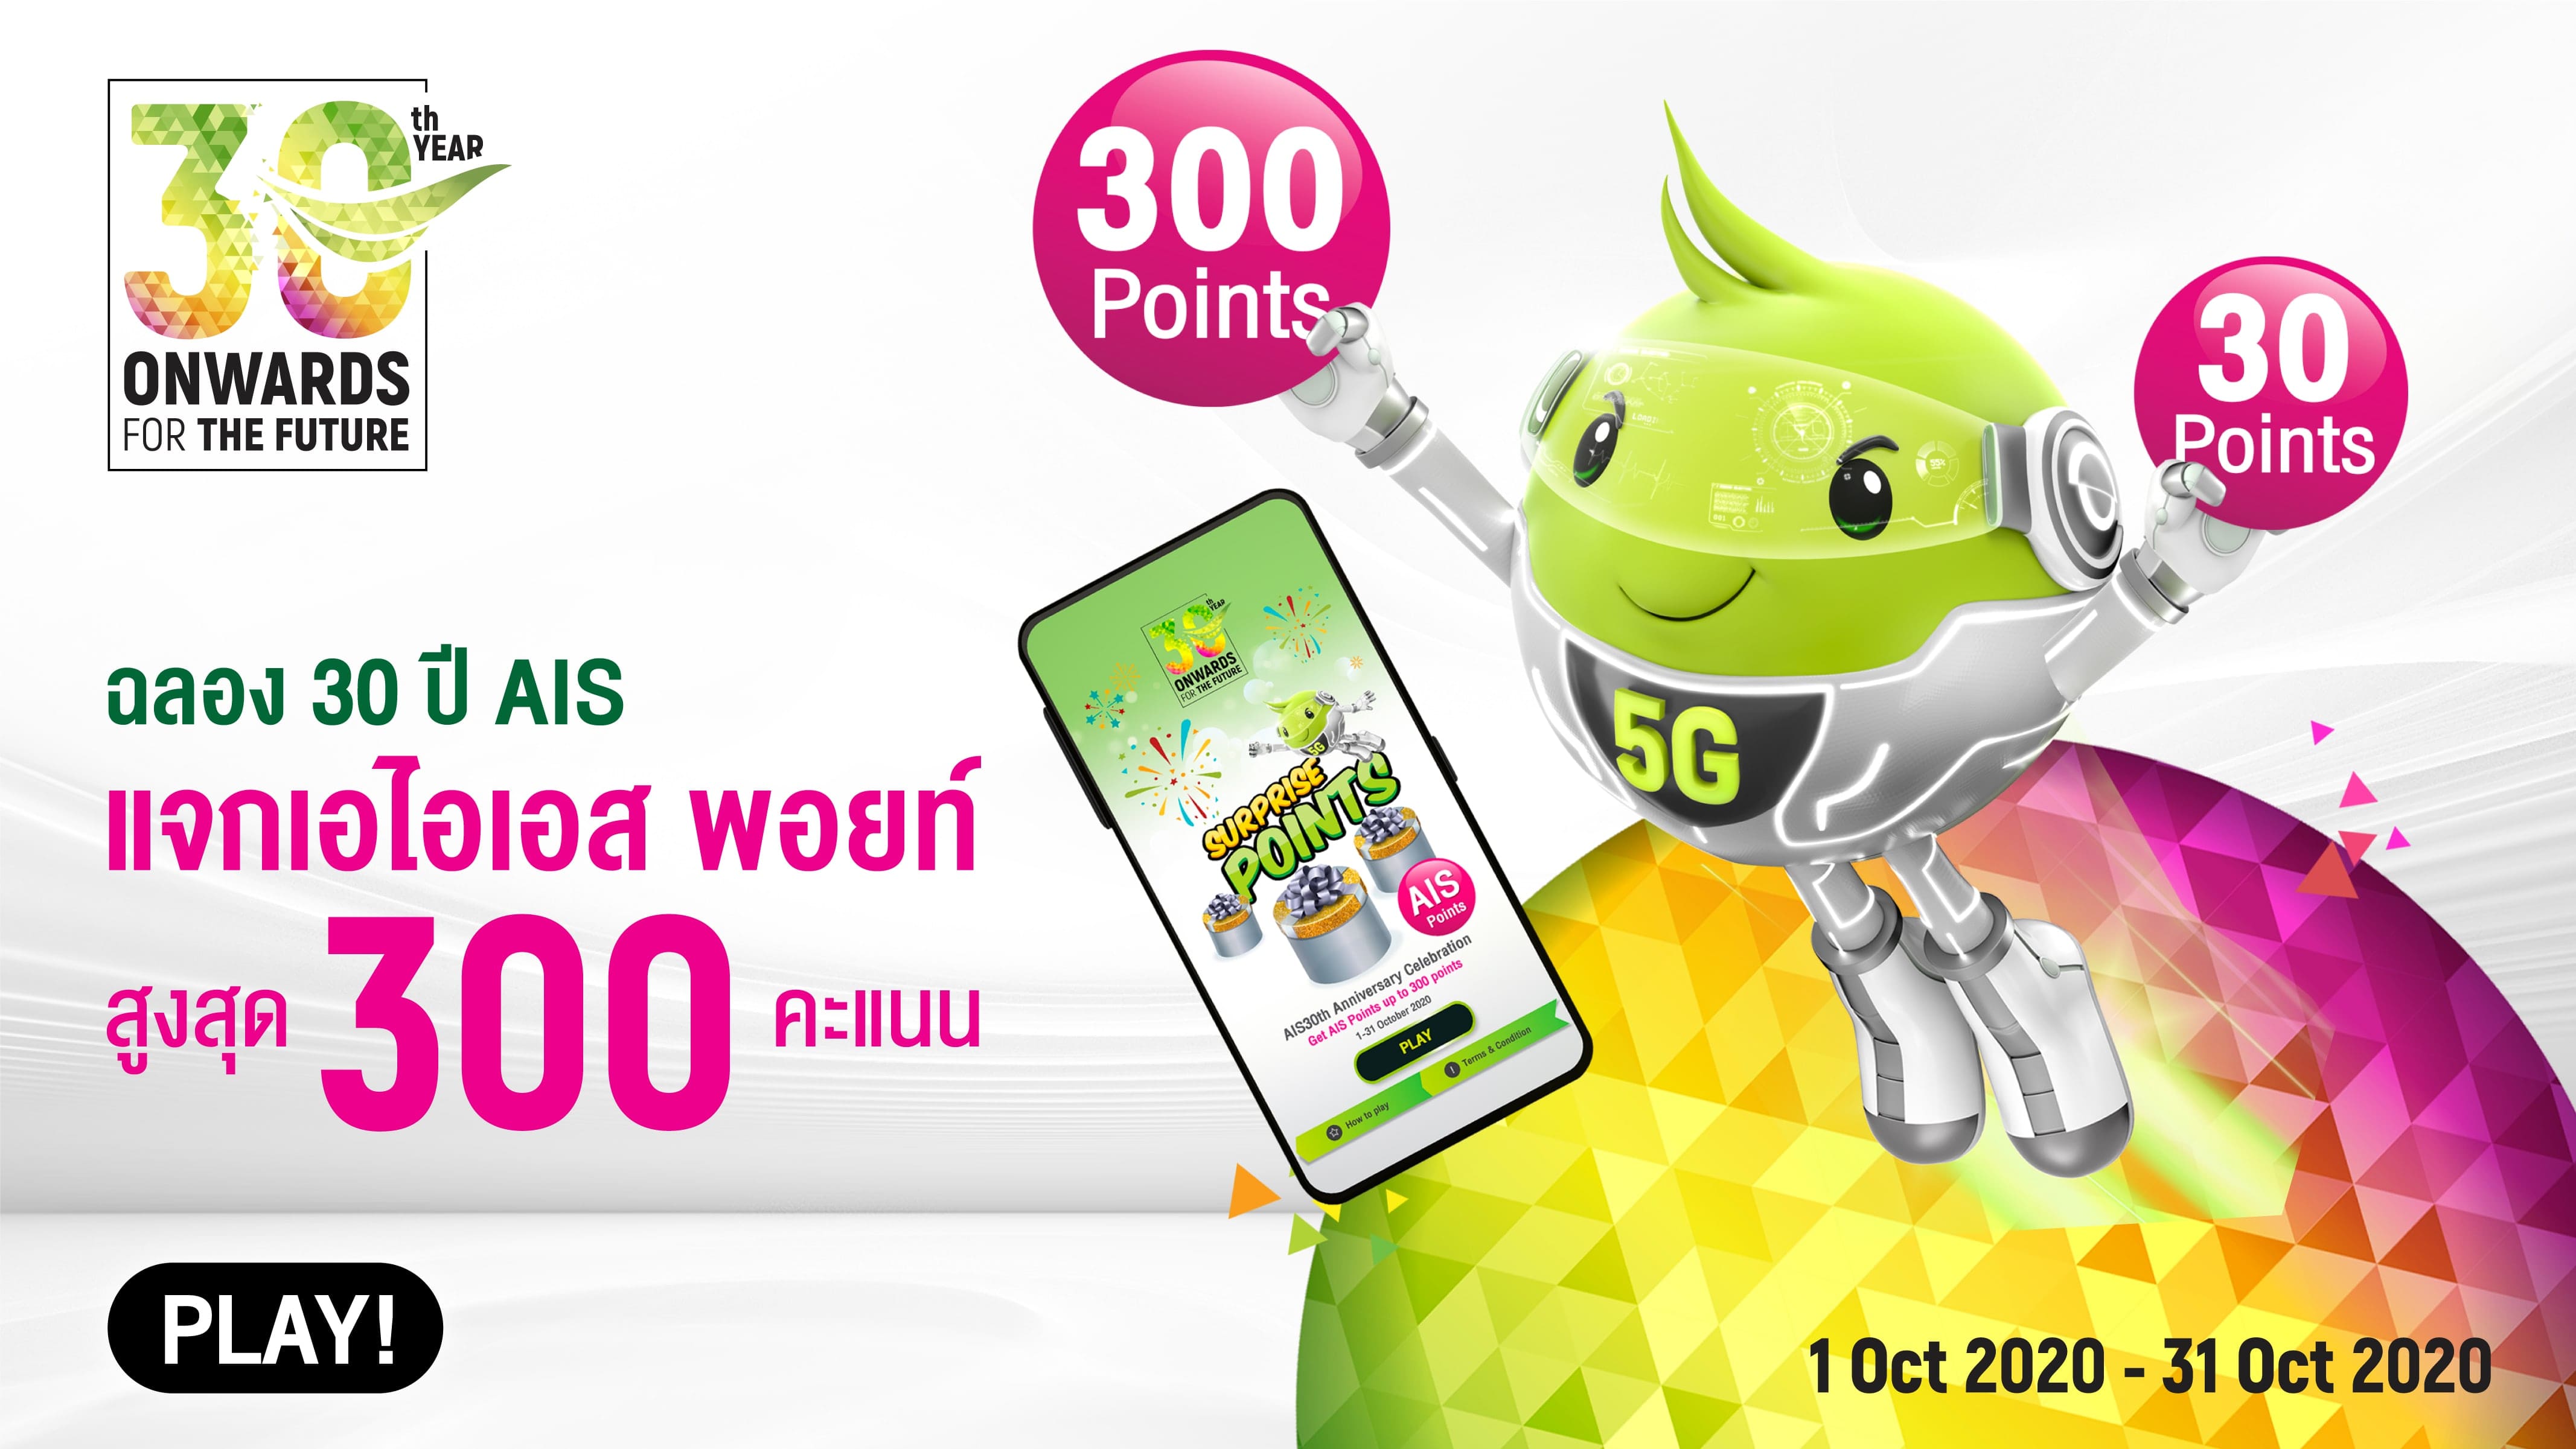 30th YEAR
ONWARDS
FOR THE FUTURE
ฉลอง 30 ปี AIS
แจกเอไอเอส พอยท์
สูงสุด 300 คะแนน
PLAY!
300
Points
30
Points
5G
30th YEAR
ONWARDS
FOR THE FUTURE
5G
SURPRISE
POINTS
AIS
Points
AIS30th Anniversary Celebration
Get AIS Points up to 300 points
1-31 October 2020
PLAY
How to play
Terms & Condition
1 Oct 2020 - 31 Oct 2020